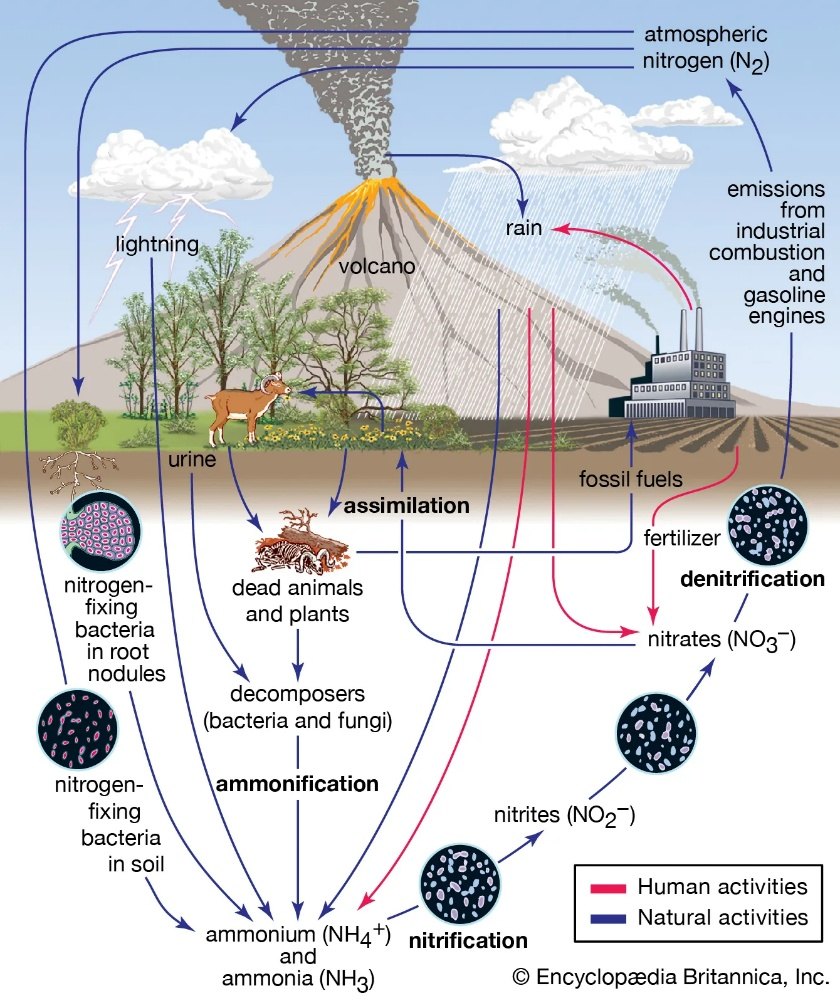 atmospheric
nitrogen (N₂)
emissions
from
industrial
combustion
and
gasoline
engines
rain
lightning
volcano
urine
fossil fuels
assimilation
fertilizer
denitrification
nitrogen-
fixing
bacteria
in root
nodules
dead animals
and plants
nitrates (NO₃⁻)
decomposers
(bacteria and fungi)
ammonification
nitrogen-
fixing
bacteria
in soil
nitrites (NO₂⁻)
Human activities
Natural activities
ammonium (NH₄⁺)
and
ammonia (NH₃)
nitrification
© Encyclopædia Britannica, Inc.